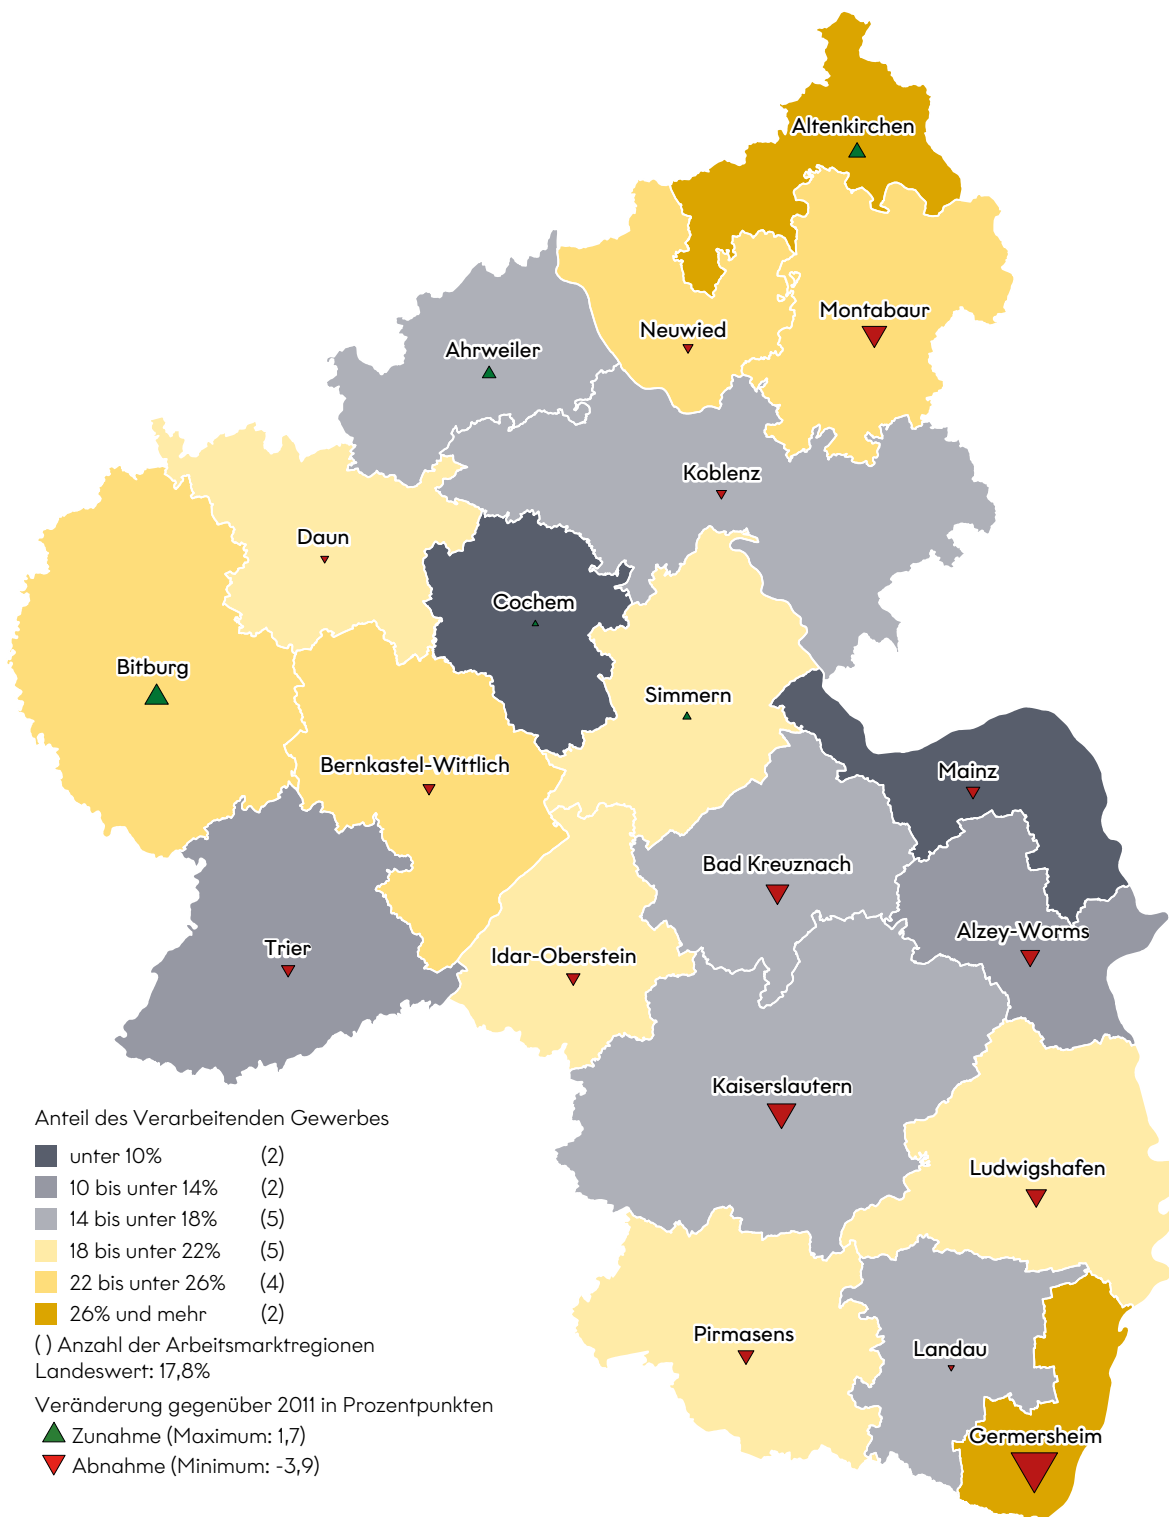 Altenkirchen
Montabaur
Neuwied
Ahrweiler
Koblenz
Daun
Cochem
Bitburg
Simmern
Bernkastel-Wittlich
Mainz
Bad Kreuznach
Alzey-Worms
Trier
Idar-Oberstein
Kaiserslautern
Ludwigshafen
Pirmasens
Landau
Germersheim
Anteil des Verarbeitenden Gewerbes
unter 10% (2)
10 bis unter 14% (2)
14 bis unter 18% (5)
18 bis unter 22% (5)
22 bis unter 26% (4)
26% und mehr (2)
( ) Anzahl der Arbeitsmarktregionen
Landeswert: 17,8%
Veränderung gegenüber 2011 in Prozentpunkten
Zunahme (Maximum: 1,7)
Abnahme (Minimum: -3,9)